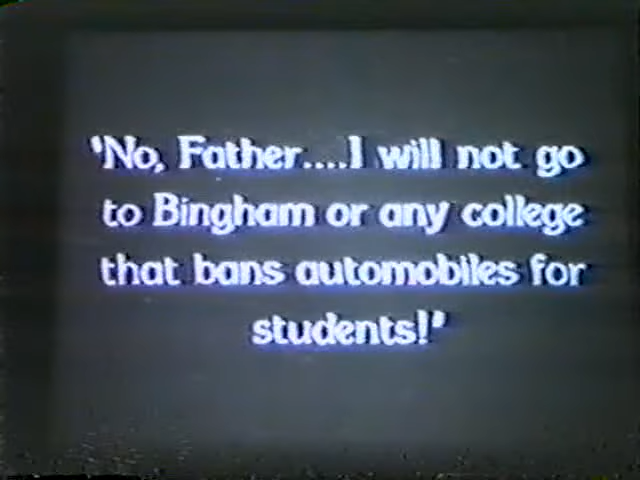 'No, Father....I will not go
to Bingham or any college
that bans automobiles for
students!'